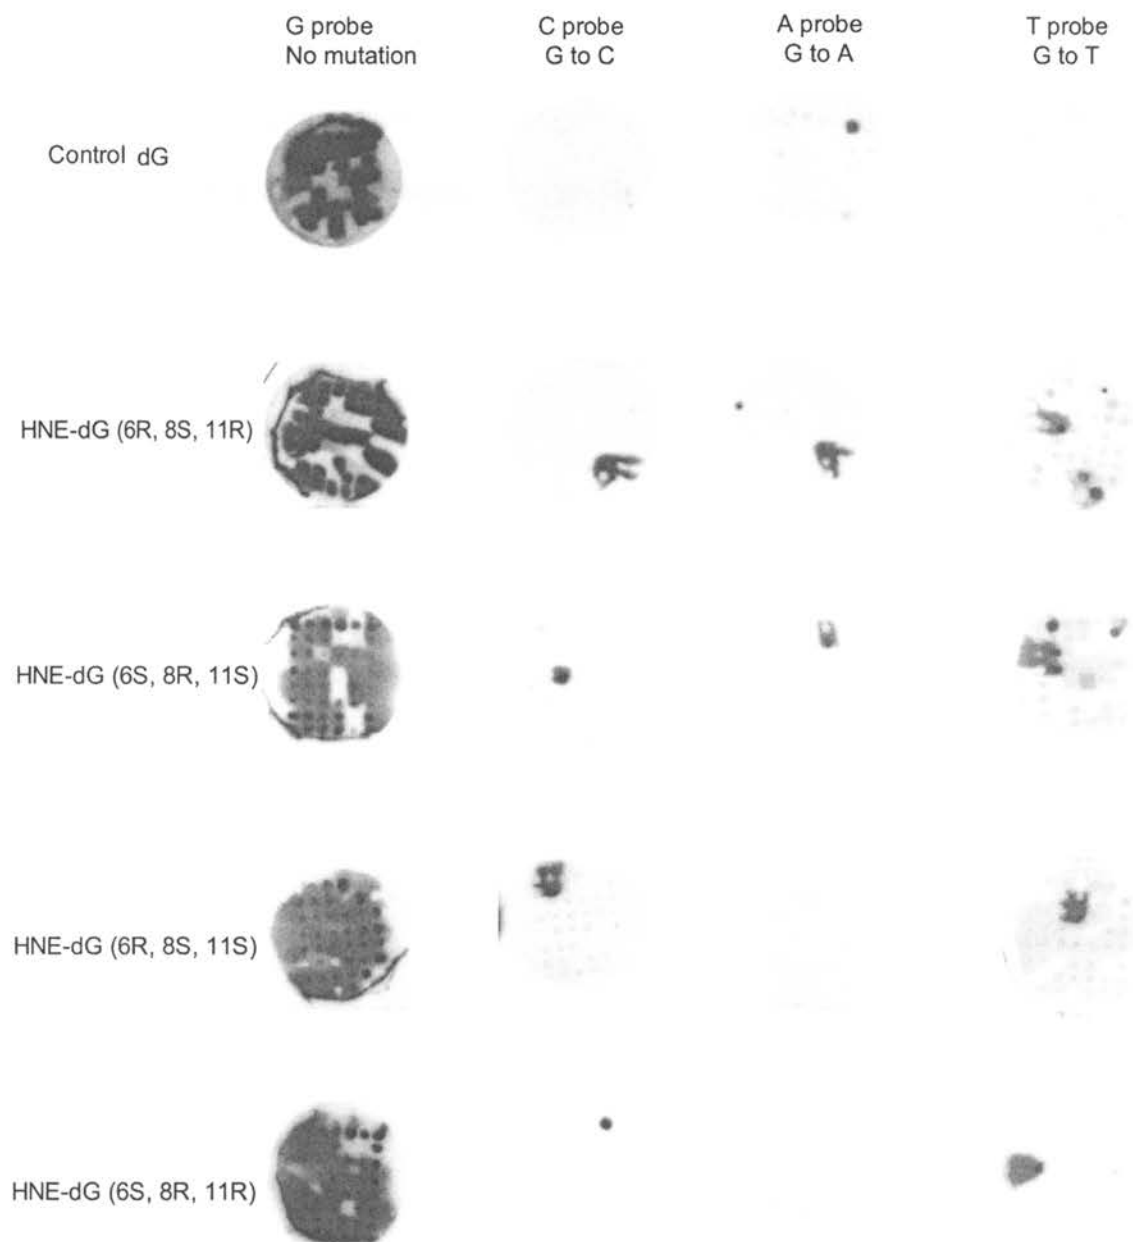 G probe
No mutation
C probe
G to C
A probe
G to A
T probe
G to T
Control dG
HNE-dG (6R, 8S, 11R)
HNE-dG (6S, 8R, 11S)
HNE-dG (6R, 8S, 11S)
HNE-dG (6S, 8R, 11R)